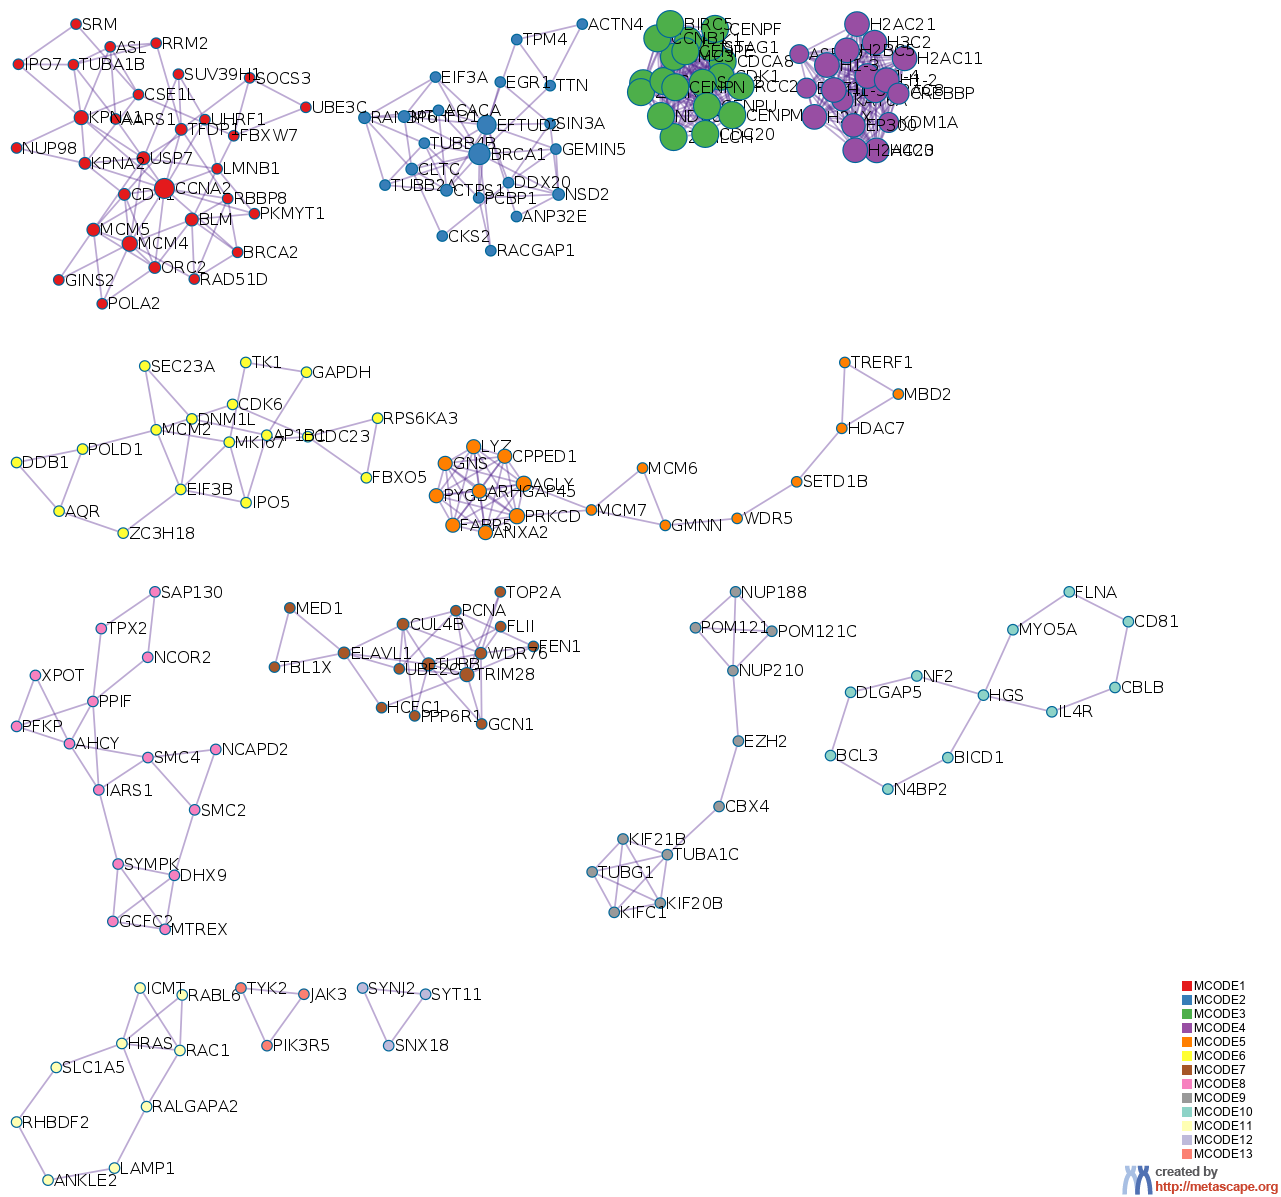 SRM
ASL
RRM2
IPO7
TUBA1B
SUV39H1
SOCS3
CSE1L
UBE3C
KPNA1
AARS1
UHRF1
TFDP1
FBXW7
NUP98
KPNA2
USP7
LMNB1
CCNA2
RBBP8
PKMYT1
BLM
MCM5
MCM4
BRCA2
ORC2
GINS2
RAD51D
POLA2
ACTN4
TPM4
EIF3A
EGR1
TTN
ACACA
EFTUD2
SIN3A
TUBB4B
BRCA1
GEMIN5
CLTC
TUBB2A
CTPS1
DDX20
PCBP1
NSD2
ANP32E
CKS2
RACGAP1
BIRC5
CENPF
CCNB1
CDCA8
CENPN
CENPM
CDC20
H2AC21
H3C2
H2BC5
H2AC11
H1-3
H1-2
CREBBP
KDM1A
EP300
SEC23A
TK1
GAPDH
CDK6
DNM1L
RPS6KA3
MCM2
MKI67
AP1B1
CDC23
POLD1
DDB1
FBXO5
EIF3B
IPO5
AQR
ZC3H18
TRERF1
MBD2
HDAC7
LYZ
CPPED1
GNS
MCM6
ACLY
ARHGAP45
SETD1B
PRKCD
MCM7
FABP5
ANXA2
GMNN
WDR5
SAP130
TPX2
NCOR2
XPOT
PPIF
PFKP
AHCY
SMC4
NCAPD2
IARS1
SMC2
SYMPK
DHX9
GCFC2
MTREX
MED1
TOP2A
PCNA
CUL4B
FLII
ELAVL1
WDR76
FEN1
TBL1X
UBE2O
TUBB
TRIM28
HCFC1
PPP6R1
GCN1
NUP188
POM121
POM121C
NUP210
EZH2
CBX4
KIF21B
TUBA1C
TUBG1
KIF20B
KIFC1
FLNA
MYO5A
CD81
NF2
DLGAP5
HGS
CBLB
IL4R
BCL3
BICD1
N4BP2
ICMT
RABL6
HRAS
RAC1
SLC1A5
RALGAPA2
RHBDF2
LAMP1
ANKLE2
TYK2
JAK3
PIK3R5
SYNJ2
SYT11
SNX18
MCODE1
MCODE2
MCODE3
MCODE4
MCODE5
MCODE6
MCODE7
MCODE8
MCODE9
MCODE10
MCODE11
MCODE12
MCODE13
created by
http://metascape.org